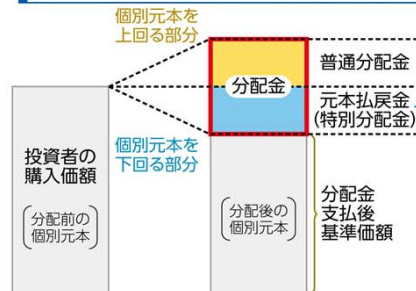 個別元本を
上回る部分
普通分配金
分配金
元本払戻金
(特別分配金)
個別元本を
下回る部分
投資者の
購入価額
(分配前の
個別元本)
(分配後の
個別元本)
分配金
支払後
基準価額